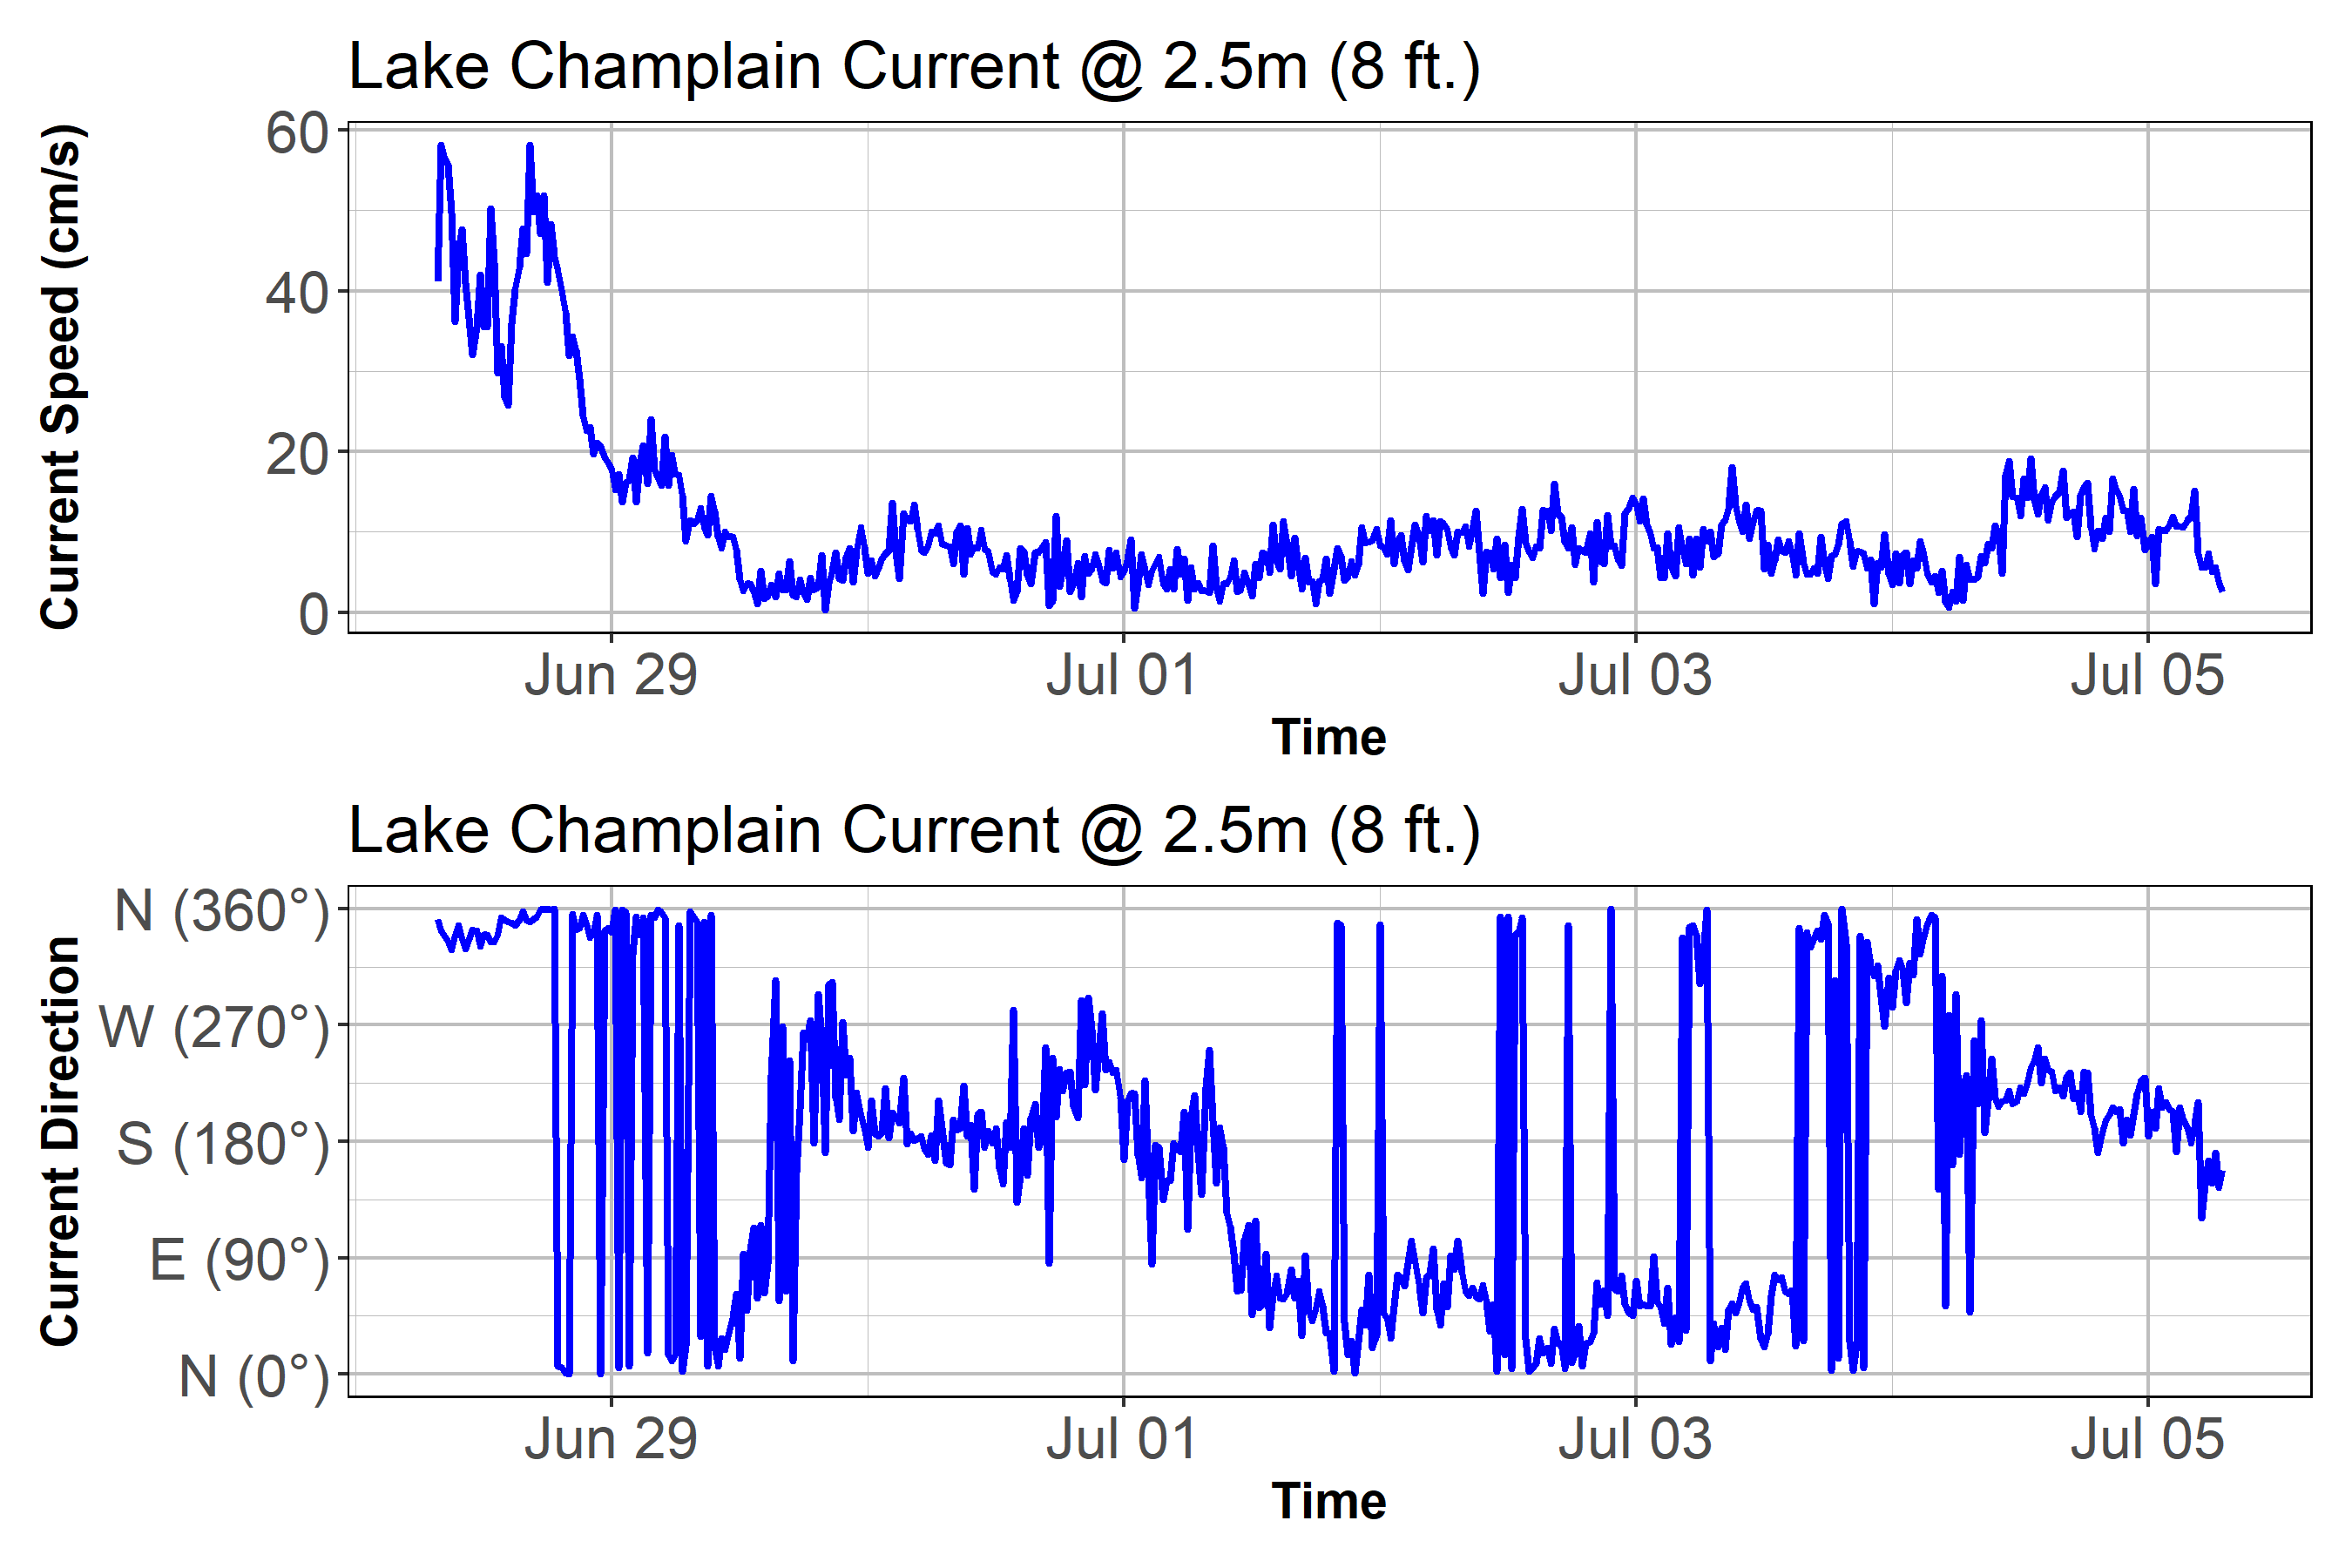 Lake Champlain Current @ 2.5m (8 ft.)
Current Speed (cm/s)
60
40
20
0
Jun 29
Jul 01
Jul 03
Jul 05
Time
Lake Champlain Current @ 2.5m (8 ft.)
Current Direction
N (360°)
W (270°)
S (180°)
E (90°)
N (0°)
Jun 29
Jul 01
Jul 03
Jul 05
Time